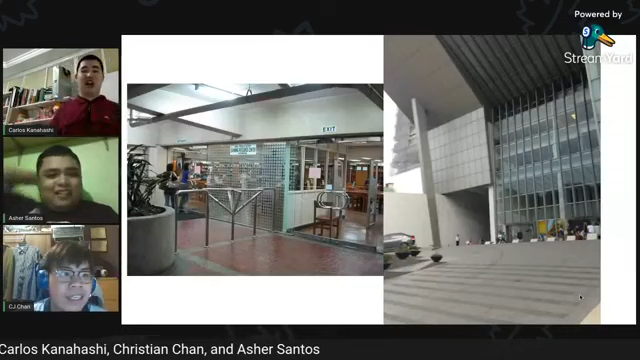 Powered by
StreamYard
Carlos Kanahashi
EXIT
Asher Santos
CJ Chan
Carlos Kanahashi, Christian Chan, and Asher Santos